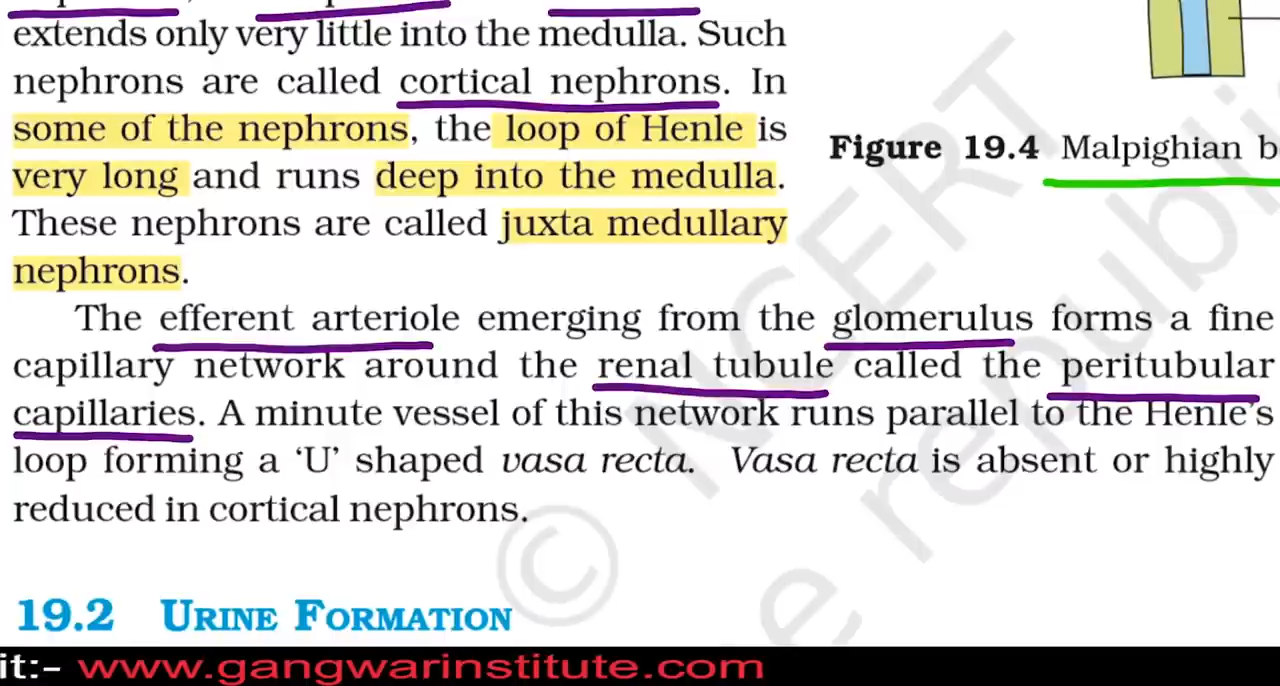 extends only very little into the medulla. Such
nephrons are called cortical nephrons. In
some of the nephrons, the loop of Henle is
very long and runs deep into the medulla.
These nephrons are called juxta medullary
nephrons.
Figure 19.4 Malpighian b
The efferent arteriole emerging from the glomerulus forms a fine
capillary network around the renal tubule called the peritubular
capillaries. A minute vessel of this network runs parallel to the Henle's
loop forming a ‘U’ shaped vasa recta. Vasa recta is absent or highly
reduced in cortical nephrons.
© NCERT
e republi
19.2 URINE FORMATION
it:- www.gangwarinstitute.com